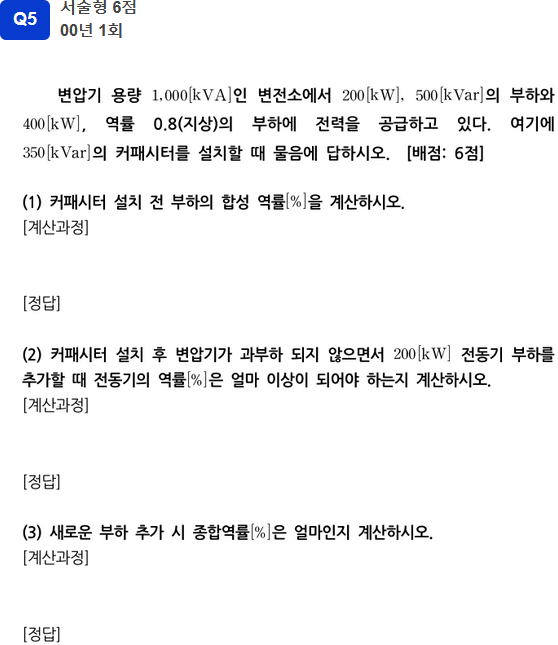 Q5
서술형 6점
00년 1회
변압기 용량 1,000[kVA]인 변전소에서 200[kW], 500[kVar]의 부하와
400[kW], 역률 0.8(지상)의 부하에 전력을 공급하고 있다. 여기에
350[kVar]의 커패시터를 설치할 때 물음에 답하시오. [배점: 6점]
(1) 커패시터 설치 전 부하의 합성 역률[%]을 계산하시오.
[계산과정]
[정답]
(2) 커패시터 설치 후 변압기가 과부하 되지 않으면서 200[kW] 전동기 부하를
추가할 때 전동기의 역률[%]은 얼마 이상이 되어야 하는지 계산하시오.
[계산과정]
[정답]
(3) 새로운 부하 추가 시 종합역률[%]은 얼마인지 계산하시오.
[계산과정]
[정답]